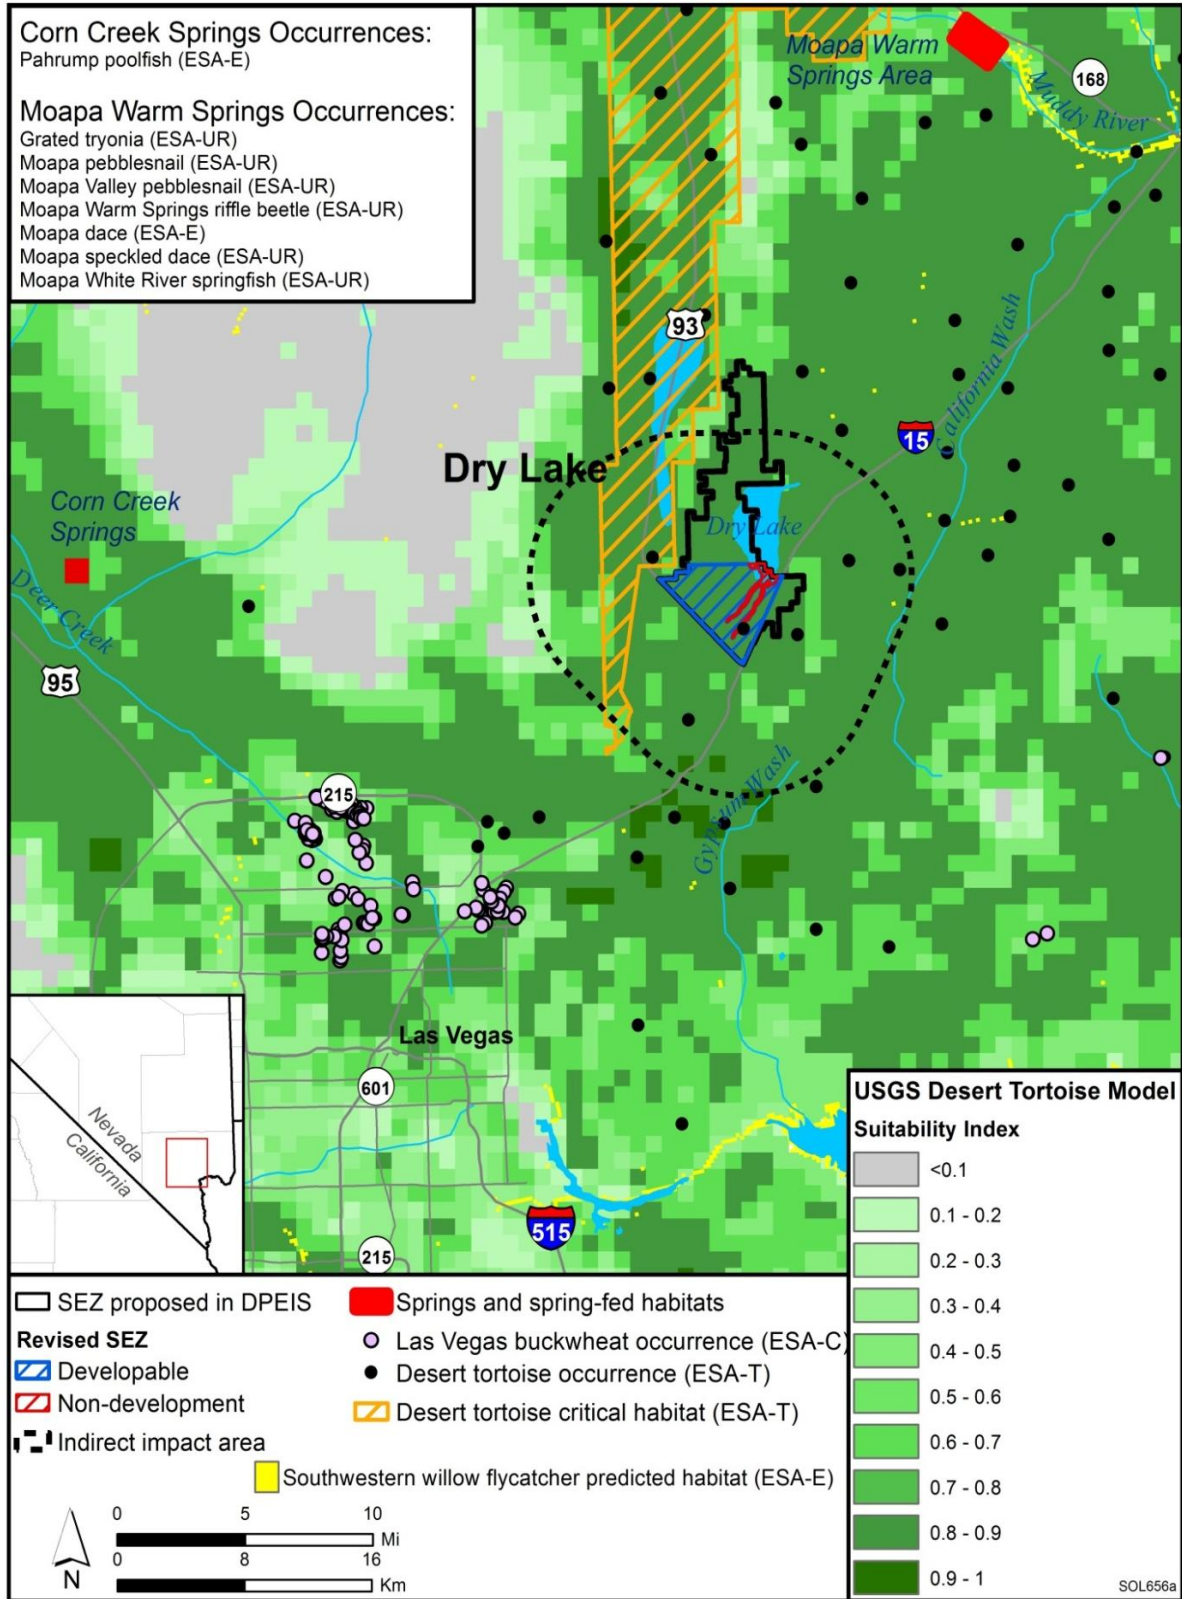 Corn Creek Springs Occurrences:
Pahrump poolfish (ESA-E)
Moapa Warm Springs Occurrences:
Grated tryonia (ESA-UR)
Moapa pebblesnail (ESA-UR)
Moapa Valley pebblesnail (ESA-UR)
Moapa Warm Springs riffle beetle (ESA-UR)
Moapa dace (ESA-E)
Moapa speckled dace (ESA-UR)
Moapa White River springfish (ESA-UR)
Moapa Warm
Springs Area
168
Muddy River
93
California Wash
15
Dry Lake
Dry Lake
Corn Creek
Springs
Deer Creek
95
Gypsum Wash
215
Las Vegas
601
515
215
Nevada
California
USGS Desert Tortoise Model
Suitability Index
<0.1
0.1 - 0.2
0.2 - 0.3
0.3 - 0.4
0.4 - 0.5
0.5 - 0.6
0.6 - 0.7
0.7 - 0.8
0.8 - 0.9
0.9 - 1
SEZ proposed in DPEIS
Revised SEZ
Developable
Non-development
Indirect impact area
Springs and spring-fed habitats
Las Vegas buckwheat occurrence (ESA-C)
Desert tortoise occurrence (ESA-T)
Desert tortoise critical habitat (ESA-T)
Southwestern willow flycatcher predicted habitat (ESA-E)
N
0 5 10
Mi
0 8 16
Km
SOL656a